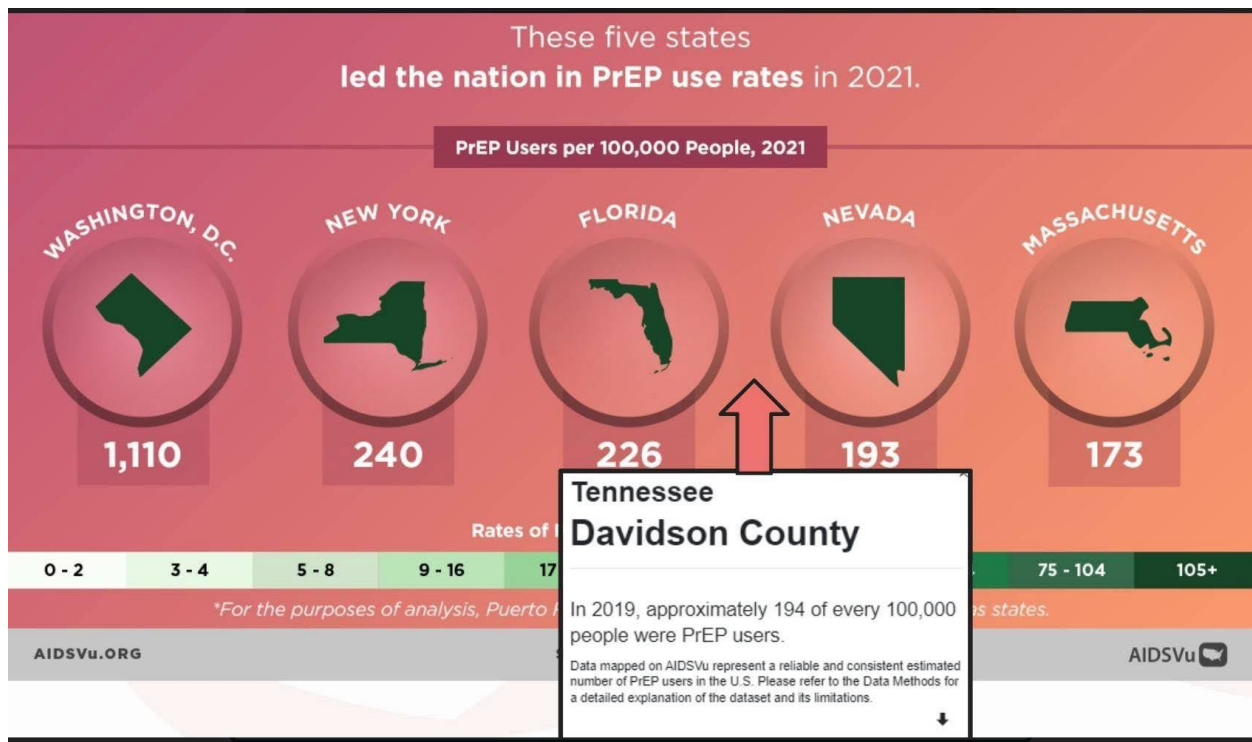 These five states
led the nation in PrEP use rates in 2021.
PrEP Users per 100,000 People, 2021
WASHINGTON, D.C.
NEW YORK
FLORIDA
NEVADA
MASSACHUSETTS
1,110
240
226
193
173
Rates of
0 - 2
3 - 4
5 - 8
9 - 16
17
75 - 104
105+
*For the purposes of analysis, Puerto
as states.
AIDSVu.ORG
AIDSVu
Tennessee
Davidson County
In 2019, approximately 194 of every 100,000
people were PrEP users.
Data mapped on AIDSVu represent a reliable and consistent estimated
number of PrEP users in the U.S. Please refer to the Data Methods for
a detailed explanation of the dataset and its limitations.